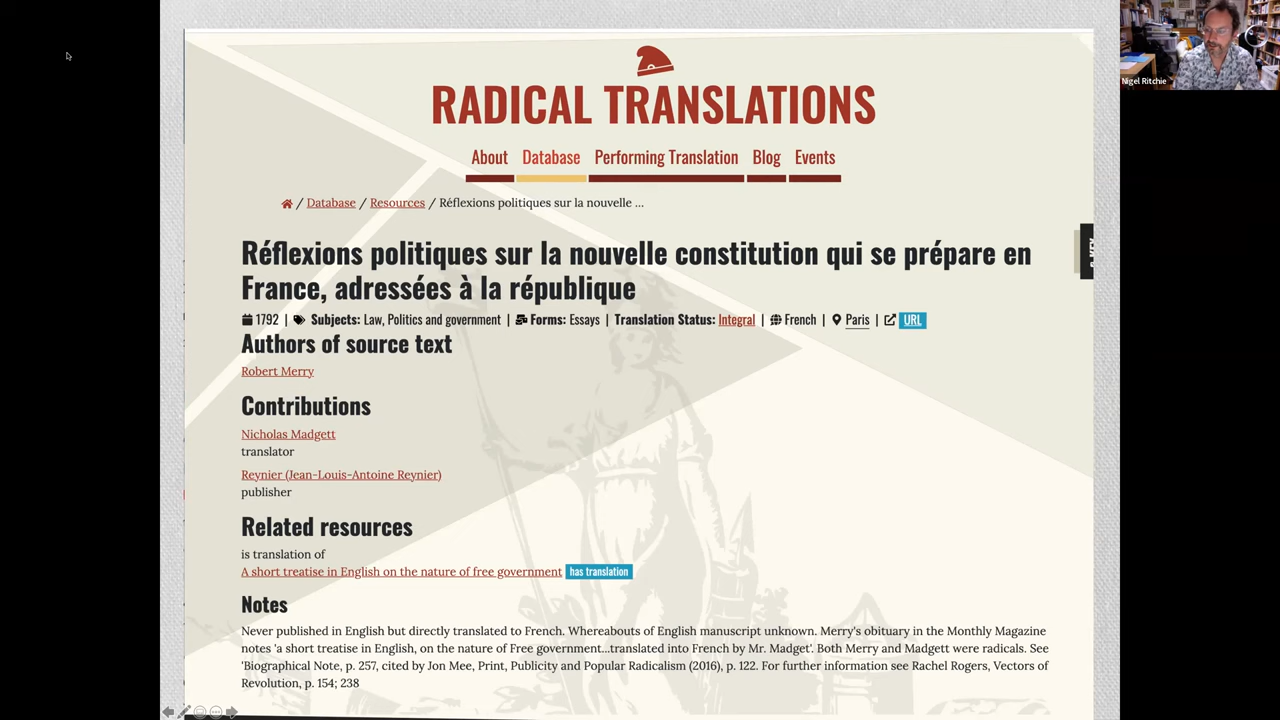 Nigel Ritchie
RADICAL TRANSLATIONS
About Database Performing Translation Blog Events
/ Database / Resources / Réflexions politiques sur la nouvelle ...
Réflexions politiques sur la nouvelle constitution qui se prépare en
France, adressées à la république
1792 | Subjects: Law, Politics and government | Forms: Essays | Translation Status: Integral | French | Paris | URL
Authors of source text
Robert Merry
Contributions
Nicholas Madgett
translator
Reynier (Jean-Louis-Antoine Reynier)
publisher
Related resources
is translation of
A short treatise in English on the nature of free government has translation
Notes
Never published in English but directly translated to French. Whereabouts of English manuscript unknown. Merry's obituary in the Monthly Magazine
notes 'a short treatise in English, on the nature of Free government...translated into French by Mr. Madget'. Both Merry and Madgett were radicals. See
'Biographical Note, p. 257, cited by Jon Mee, Print, Publicity and Popular Radicalism (2016), p. 122. For further information see Rachel Rogers, Vectors of
Revolution, p. 154; 238